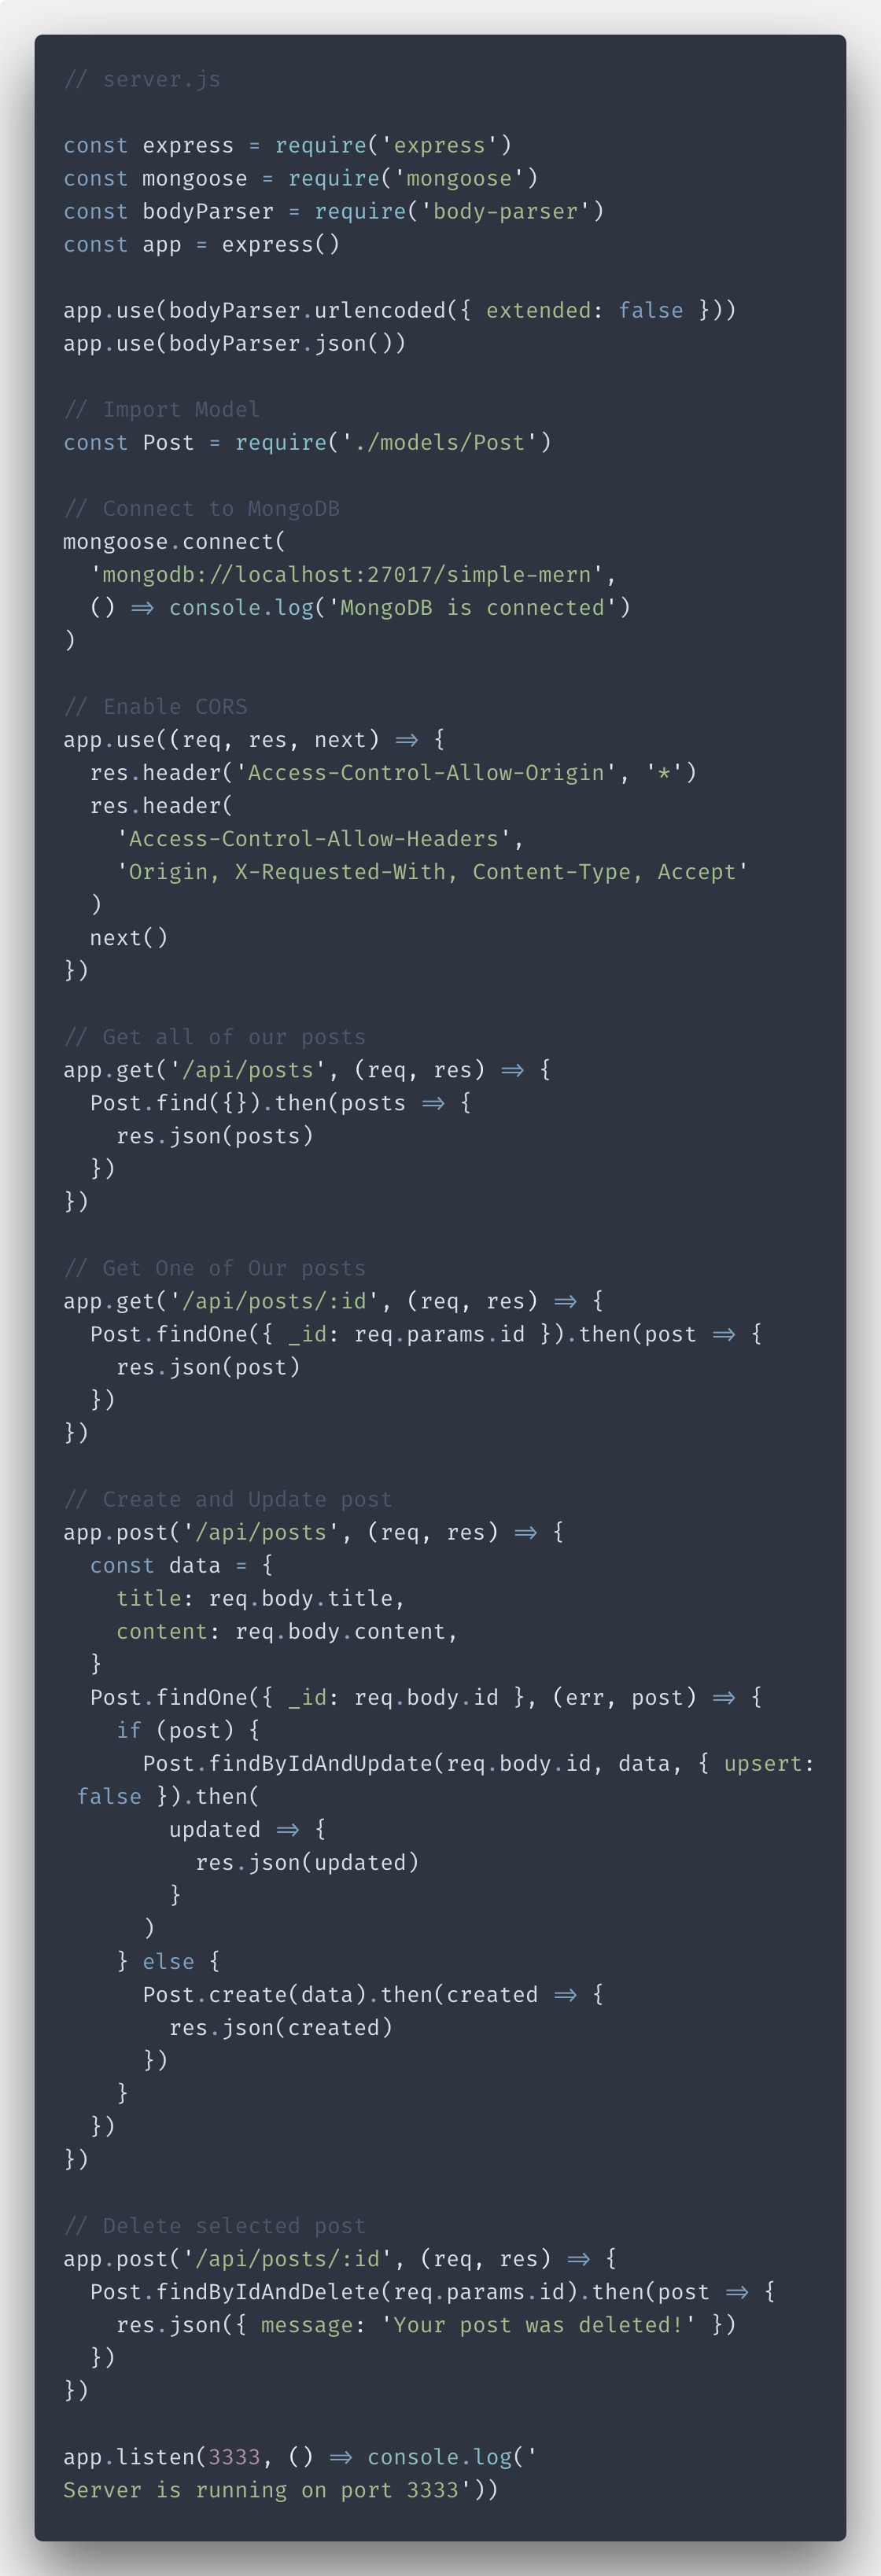 // server.js
const express = require('express')
const mongoose = require('mongoose')
const bodyParser = require('body-parser')
const app = express()
app.use(bodyParser.urlencoded({ extended: false }))
app.use(bodyParser.json())
// Import Model
const Post = require('./models/Post')
// Connect to MongoDB
mongoose.connect(
  'mongodb://localhost:27017/simple-mern',
  () => console.log('MongoDB is connected')
)
// Enable CORS
app.use((req, res, next) => {
  res.header('Access-Control-Allow-Origin', '*')
  res.header(
    'Access-Control-Allow-Headers',
    'Origin, X-Requested-With, Content-Type, Accept'
  )
  next()
})
// Get all of our posts
app.get('/api/posts', (req, res) => {
  Post.find({}).then(posts => {
    res.json(posts)
  })
})
// Get One of Our posts
app.get('/api/posts/:id', (req, res) => {
  Post.findOne({ _id: req.params.id }).then(post => {
    res.json(post)
  })
})
// Create and Update post
app.post('/api/posts', (req, res) => {
  const data = {
    title: req.body.title,
    content: req.body.content,
  }
  Post.findOne({ _id: req.body.id }, (err, post) => {
    if (post) {
      Post.findByIdAndUpdate(req.body.id, data, { upsert:
 false }).then(
        updated => {
          res.json(updated)
        }
      )
    } else {
      Post.create(data).then(created => {
        res.json(created)
      })
    }
  })
})
// Delete selected post
app.post('/api/posts/:id', (req, res) => {
  Post.findByIdAndDelete(req.params.id).then(post => {
    res.json({ message: 'Your post was deleted!' })
  })
})
app.listen(3333, () => console.log('
Server is running on port 3333'))